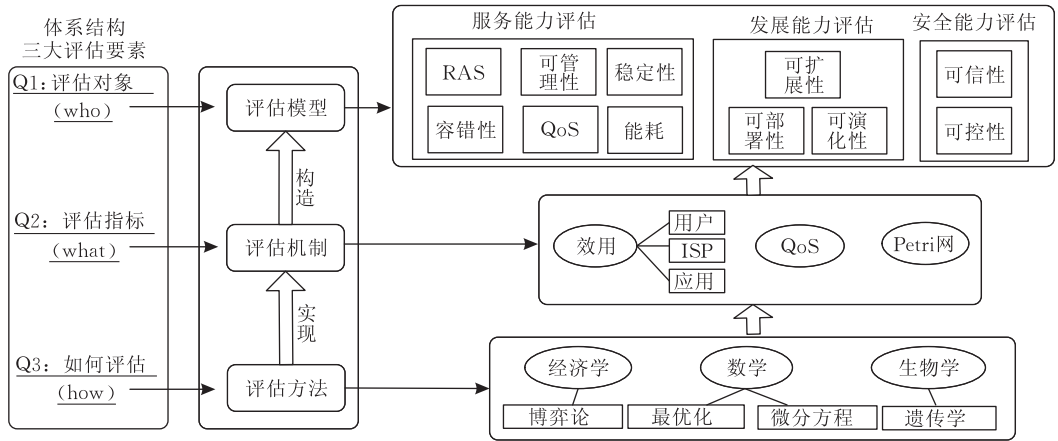 体系结构
三大评估要素
Q1:评估对象
(who)
Q2: 评估指标
(what)
Q3: 如何评估
(how)
评估模型
构造
评估机制
实现
评估方法
服务能力评估
RAS
可管
理性
稳定性
容错性
QoS
能耗
发展能力评估
可扩
展性
可部
署性
可演
化性
安全能力评估
可信性
可控性
效用
用户
ISP
应用
QoS
Petri网
经济学
数学
生物学
博弈论
最优化
微分方程
遗传学